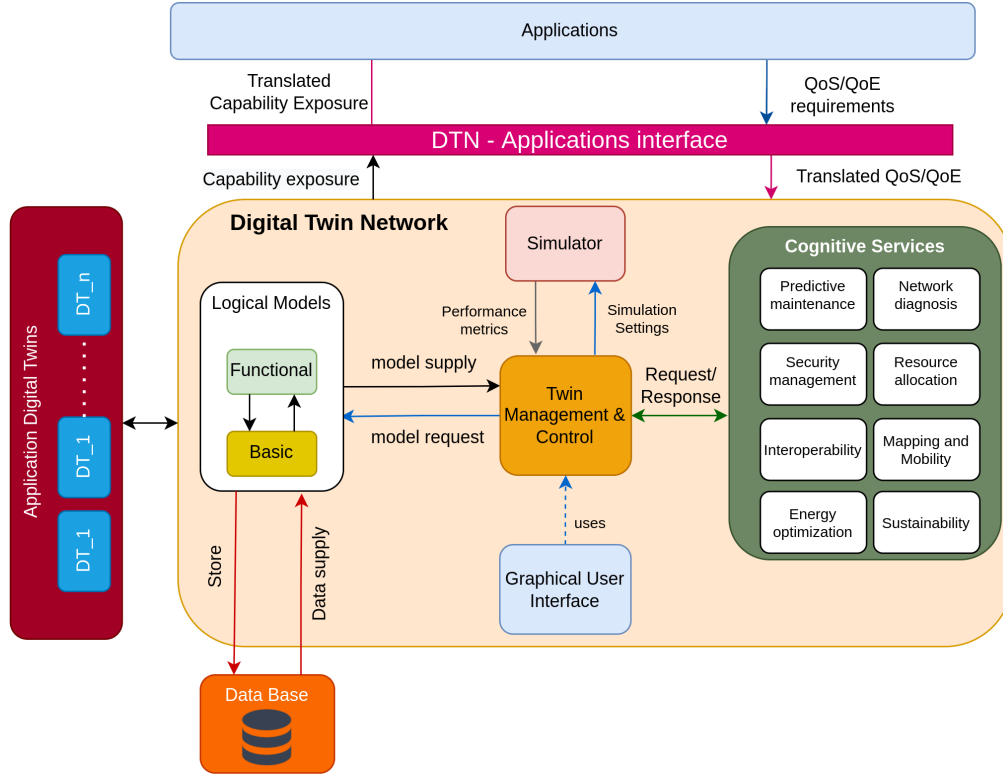 Applications
Translated
Capability Exposure
QoS/QoE
requirements
DTN - Applications interface
Capability exposure
Translated QoS/QoE
Digital Twin Network
Application Digital Twins
DT_n
DT_1
DT_1
Logical Models
Functional
Basic
Simulator
Performance
metrics
Simulation
Settings
model supply
model request
Twin
Management &
Control
Request/
Response
uses
Graphical User
Interface
Cognitive Services
Predictive
maintenance
Network
diagnosis
Security
management
Resource
allocation
Interoperability
Mapping and
Mobility
Energy
optimization
Sustainability
Store
Data supply
Data Base